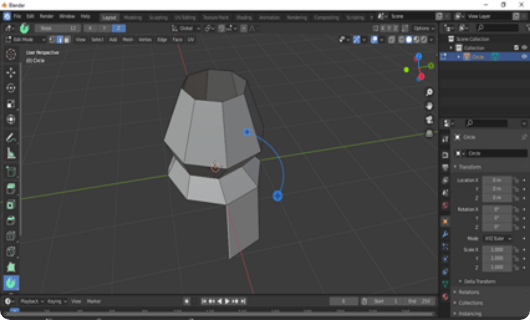 Blender
File Edit Render Window Help Layout Modeling Sculpting UV Editing Texture Paint Shading Animation Rendering Compositing Scripting Scene View Layer
Steps 12 X Y Z Global Options
Edit Mode View Select Add Mesh Vertex Edge Face UV
User Perspective
(0) Circle
Scene Collection
Collection
Circle
Circle
Circle
Transform
Location X 0 m
Y 0 m
Z 0 m
Rotation X 0°
Y 0°
Z 0°
Mode XYZ Euler
Scale X 1.000
Y 1.000
Z 1.000
Delta Transform
Relations
Collections
Instancing
Playback Keying View Marker 0 Start 1 End 250